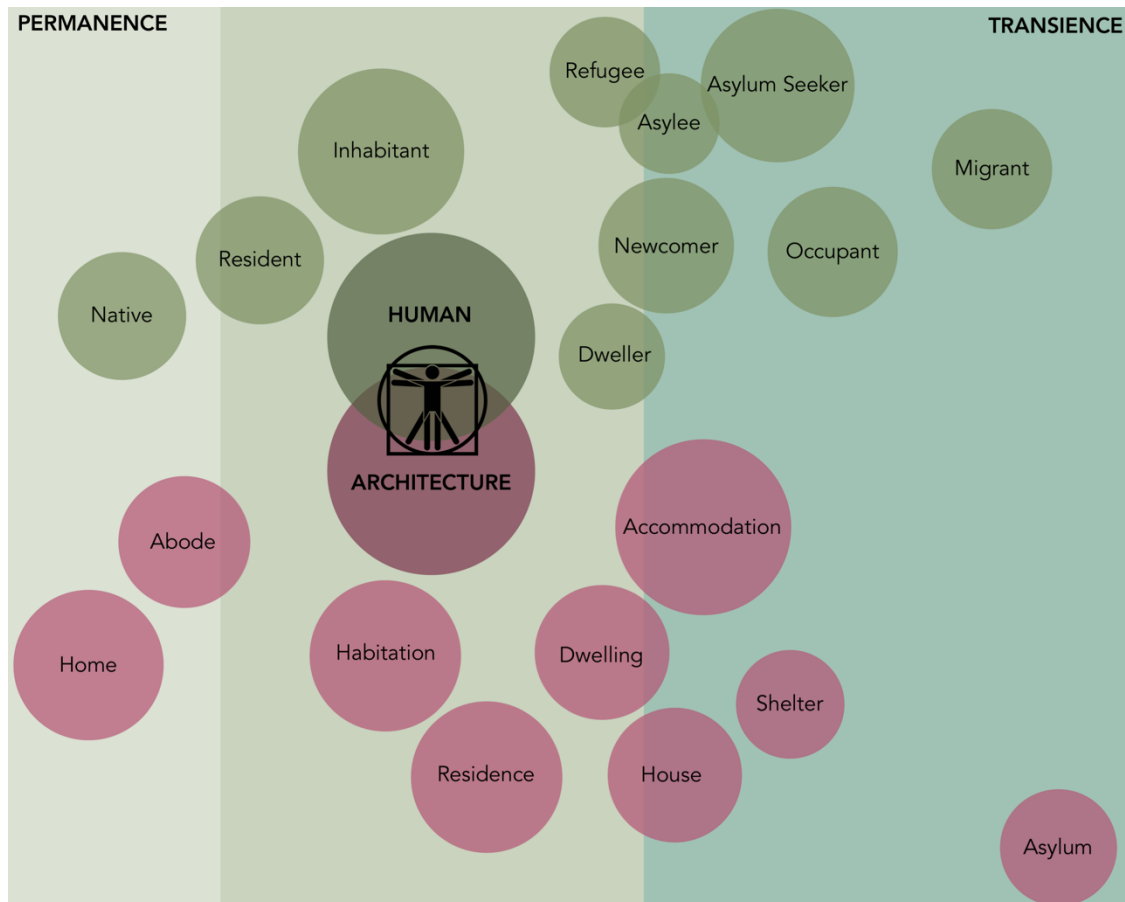 PERMANENCE
TRANSIENCE
Refugee
Asylum Seeker
Asylee
Inhabitant
Migrant
Newcomer
Occupant
Resident
Native
HUMAN
Dweller
ARCHITECTURE
Accommodation
Abode
Habitation
Dwelling
Home
Shelter
Residence
House
Asylum